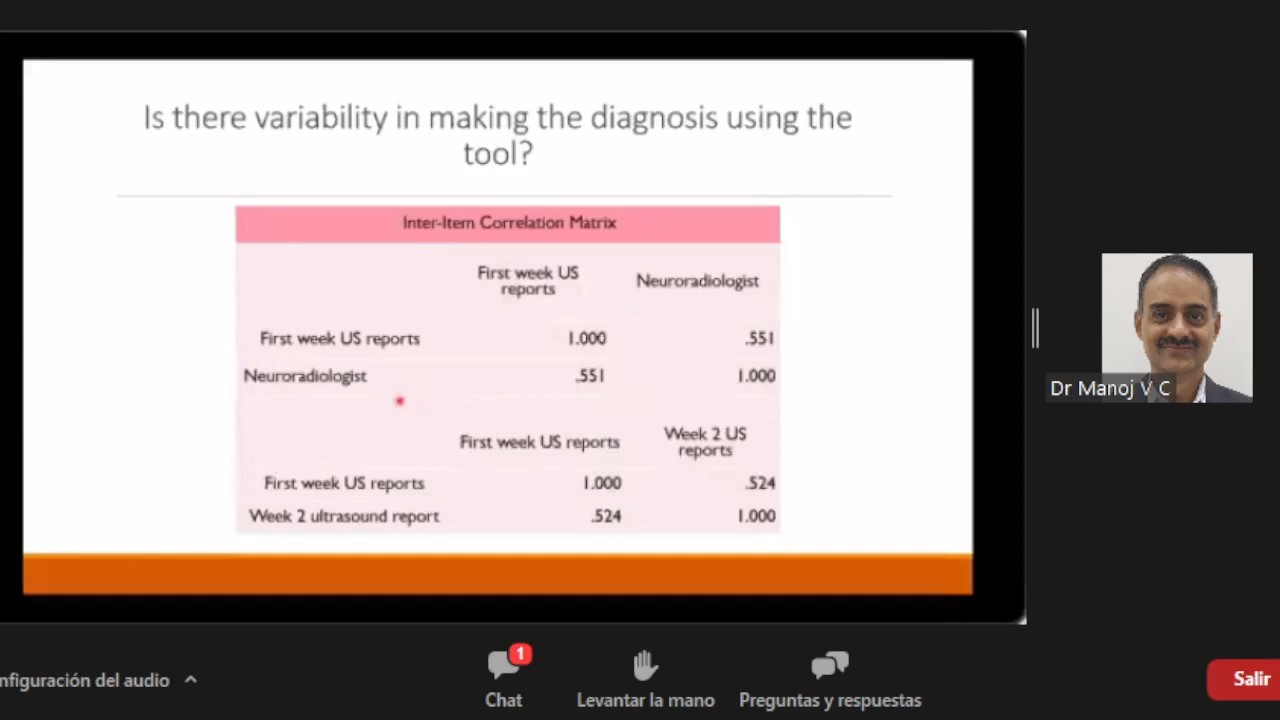 Is there variability in making the diagnosis using the
tool?
Inter-Item Correlation Matrix
First week US
reports
Neuroradiologist
First week US reports 1.000 .551
Neuroradiologist .551 1.000
First week US reports
Week 2 US
reports
First week US reports 1.000 .524
Week 2 ultrasound report .524 1.000
Dr Manoj V C
nfiguración del audio
1
Chat
Levantar la mano
Preguntas y respuestas
Salir